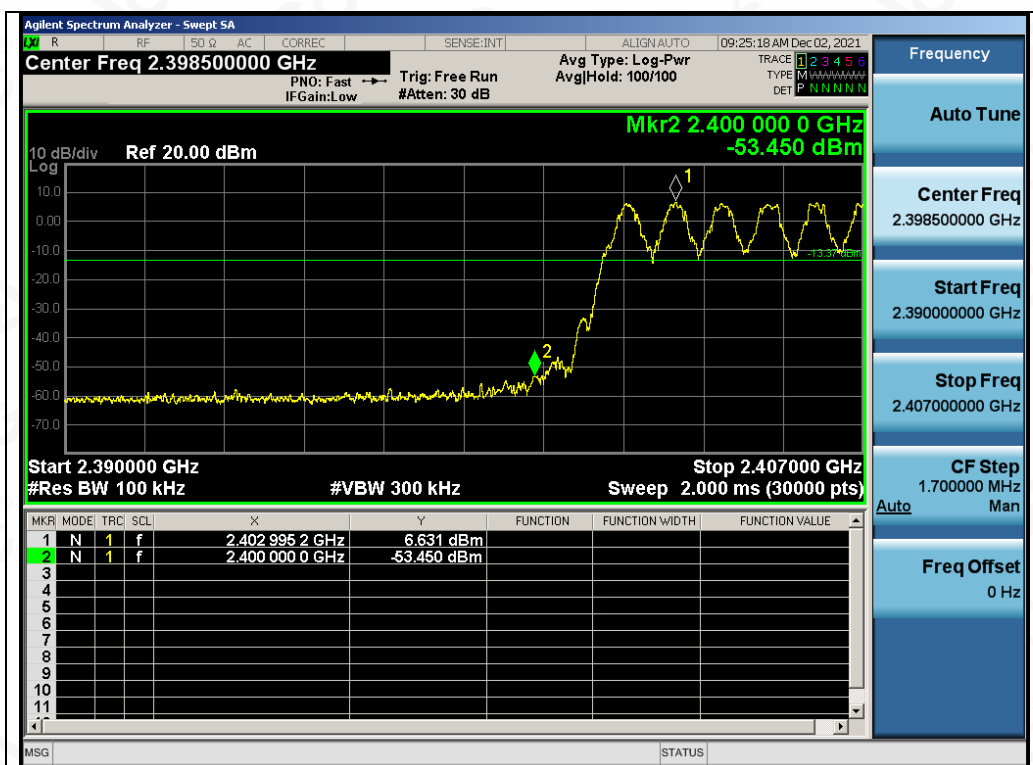 Agilent Spectrum Analyzer - Swept SA
LXI R RF 50 Ω AC CORREC SENSE:INT ALIGN AUTO 09:25:18 AM Dec 02, 2021
Center Freq 2.398500000 GHz
PNO: Fast
IFGain:Low
Trig: Free Run
#Atten: 30 dB
Avg Type: Log-Pwr
Avg|Hold: 100/100
TRACE 1 2 3 4 5 6
TYPE M
DET P N N N N N
Mkr2 2.400 000 0 GHz
-53.450 dBm
10 dB/div Ref 20.00 dBm
Log
10.0
0.00
-10.0
-20.0
-30.0
-40.0
-50.0
-60.0
-70.0
1
2
-13.37 dBm
Start 2.390000 GHz Stop 2.407000 GHz
#Res BW 100 kHz #VBW 300 kHz Sweep 2.000 ms (30000 pts)
MKR MODE TRC SCL X Y FUNCTION FUNCTION WIDTH FUNCTION VALUE
1 N 1 f 2.402 995 2 GHz 6.631 dBm
2 N 1 f 2.400 000 0 GHz -53.450 dBm
3
4
5
6
7
8
9
10
11
MSG STATUS
Frequency
Auto Tune
Center Freq
2.398500000 GHz
Start Freq
2.390000000 GHz
Stop Freq
2.407000000 GHz
CF Step
1.700000 MHz
Auto Man
Freq Offset
0 Hz